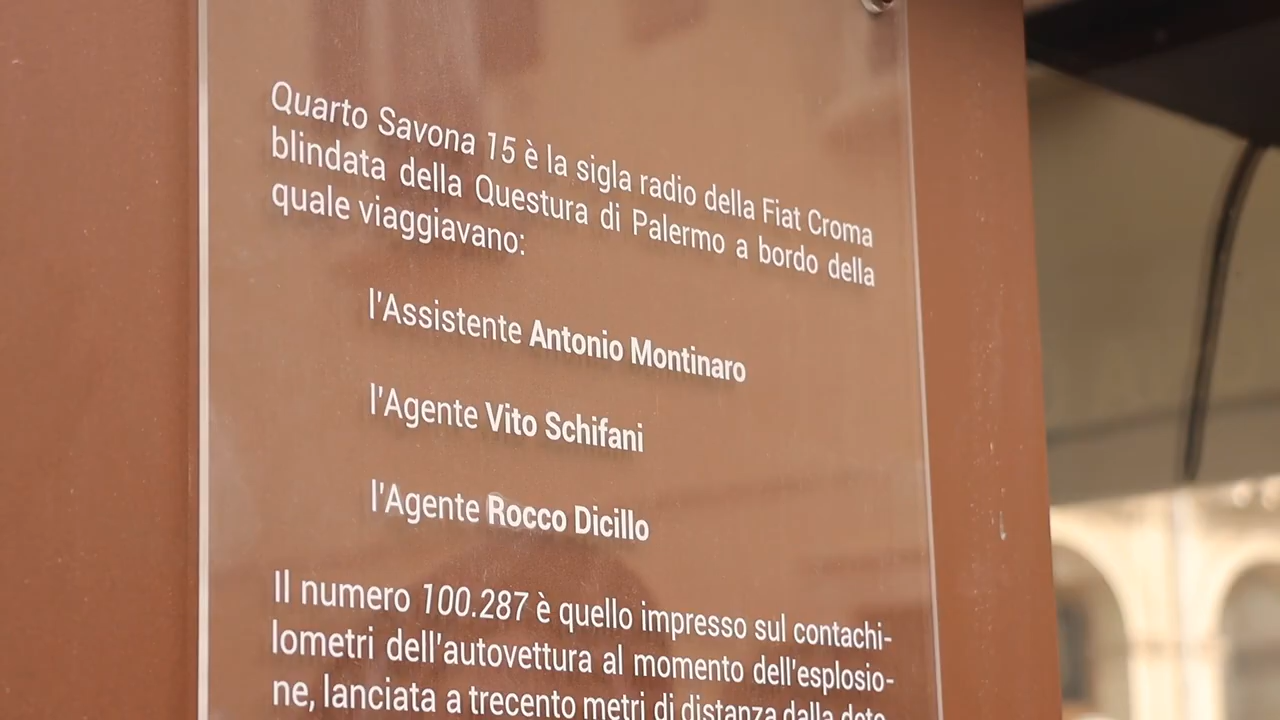 Quarto Savona 15 è la sigla radio della Fiat Croma
blindata della Questura di Palermo a bordo della
quale viaggiavano:
l'Assistente Antonio Montinaro
l'Agente Vito Schifani
l'Agente Rocco Dicillo
Il numero 100.287 è quello impresso sul contachi-
lometri dell'autovettura al momento dell'esplosio-
ne, lanciata a trecento metri di distanza dalla